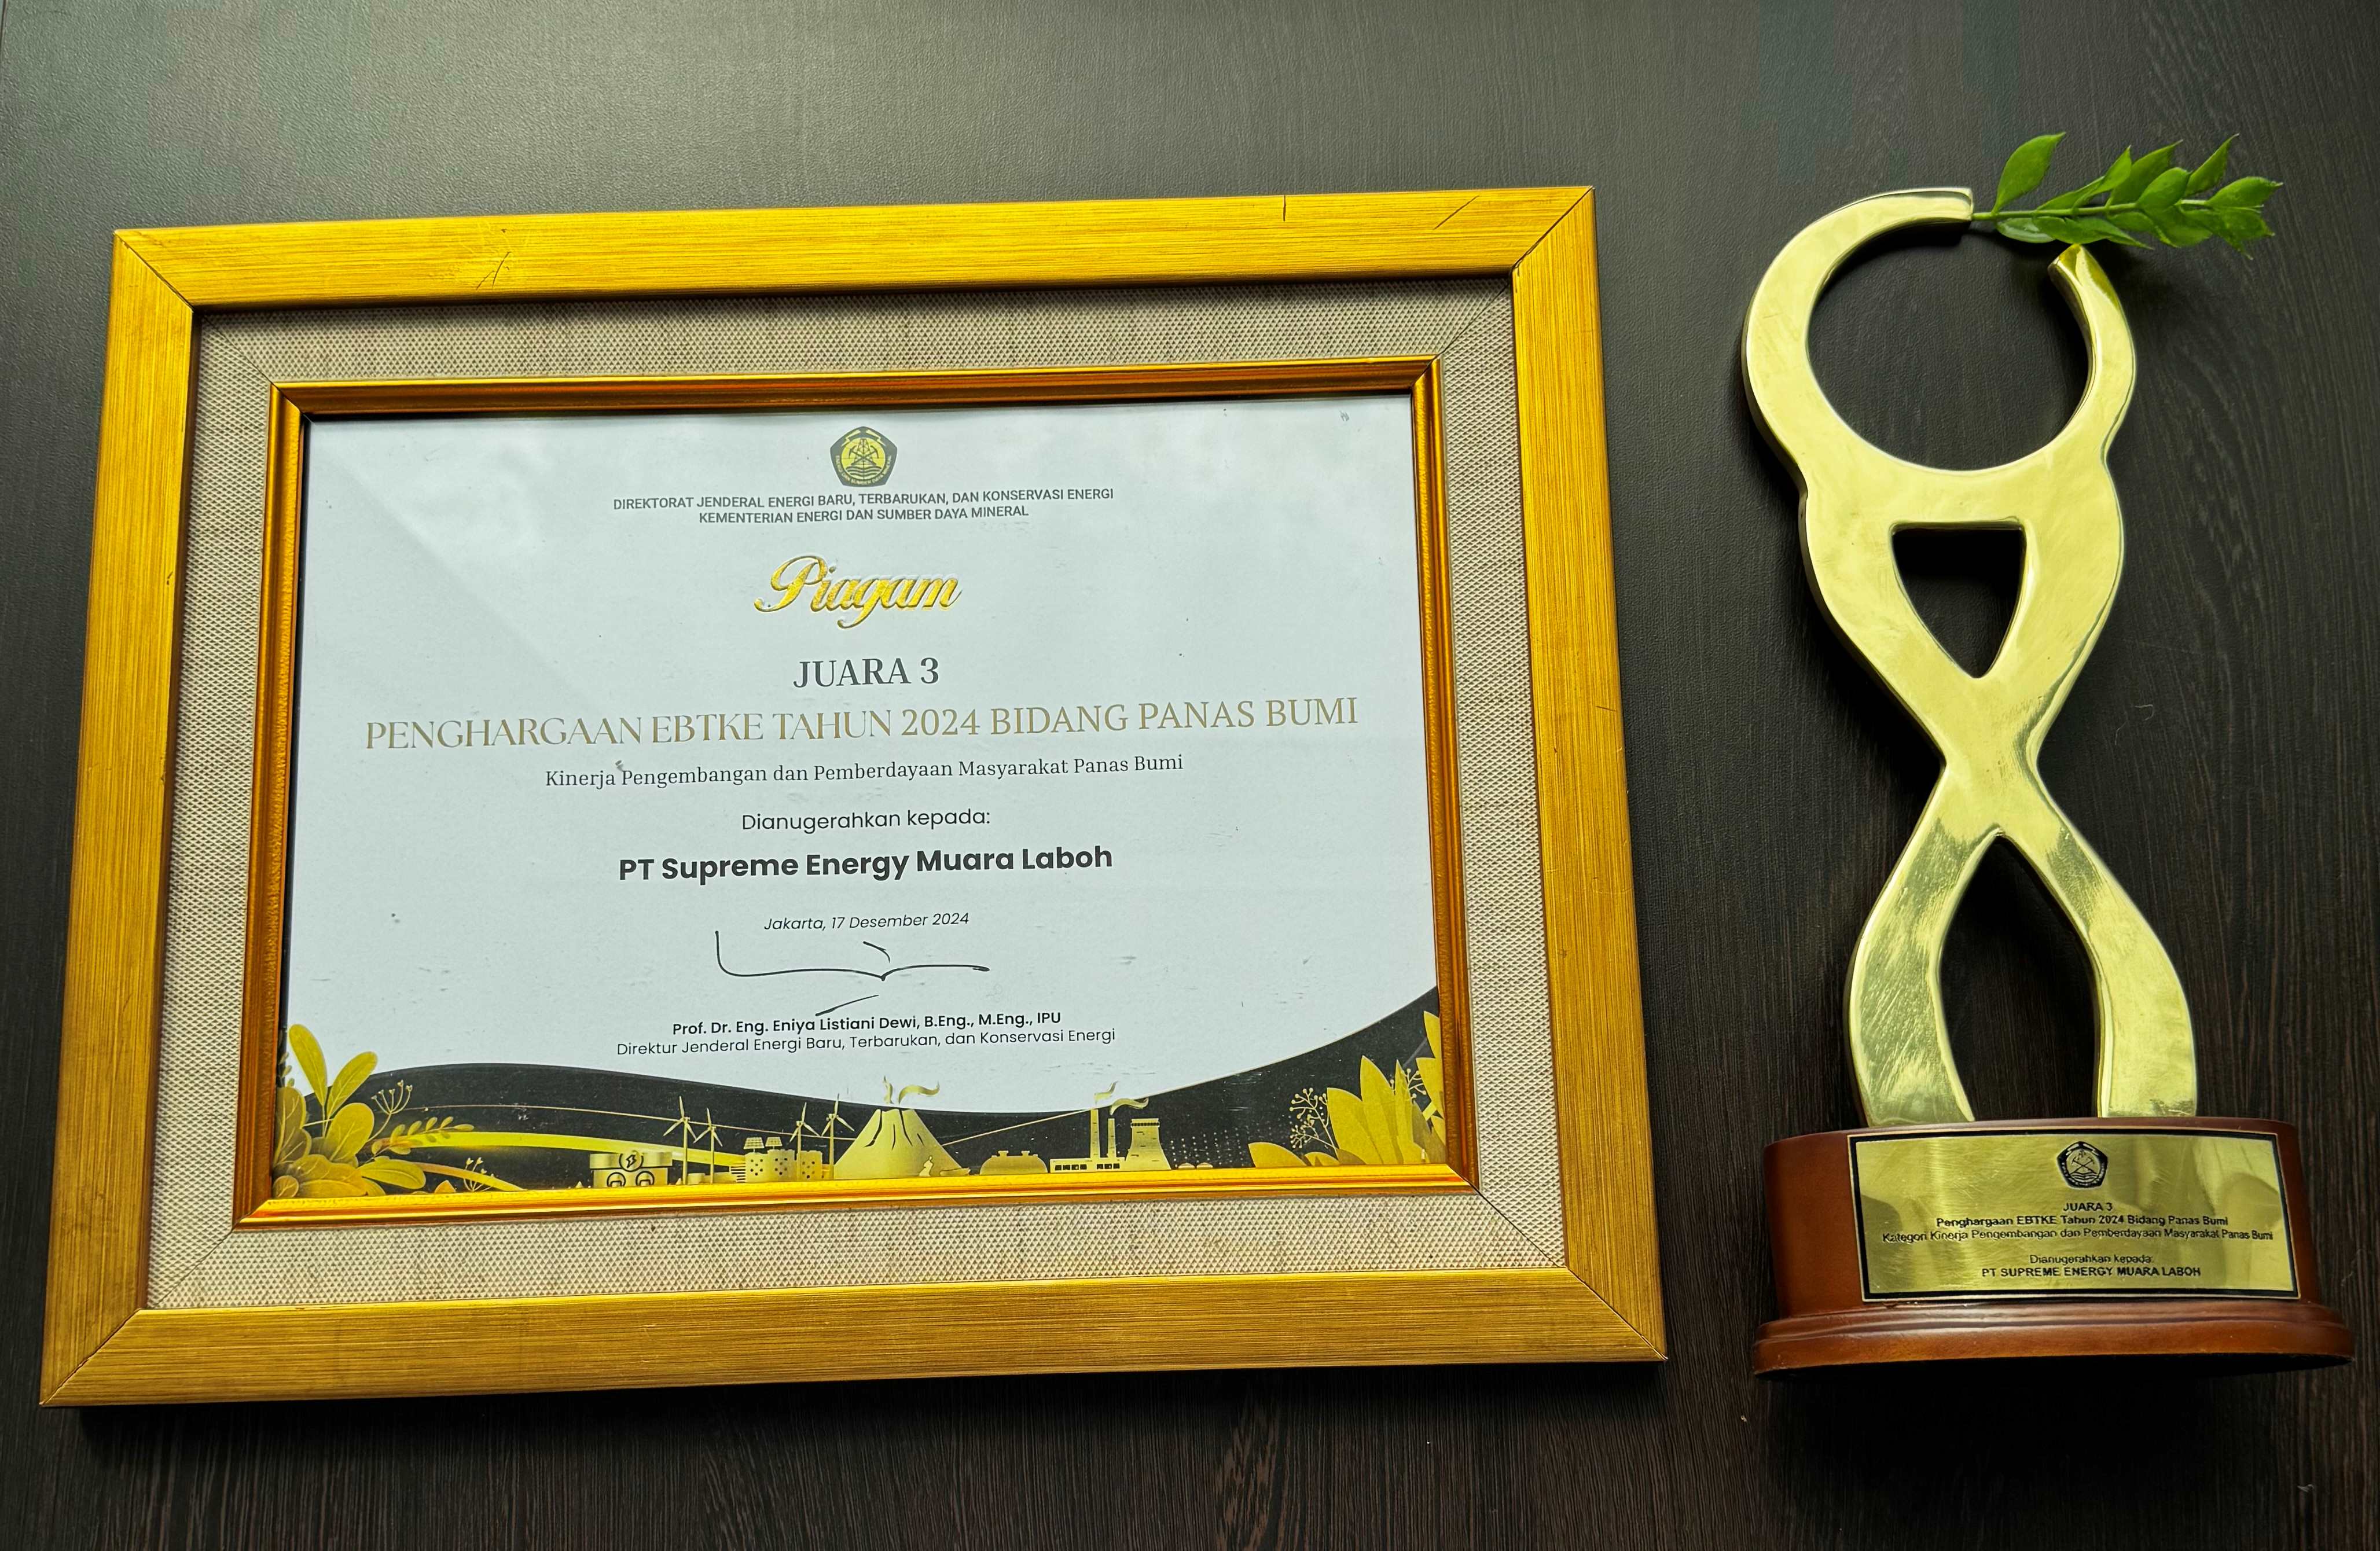 DIREKTORAT JENDERAL ENERGI BARU, TERBARUKAN, DAN KONSERVASI ENERGI
KEMENTERIAN ENERGI DAN SUMBER DAYA MINERAL
Piagam
JUARA 3
PENGHARGAAN EBTKE TAHUN 2024 BIDANG PANAS BUMI
Kinerja Pengembangan dan Pemberdayaan Masyarakat Panas Bumi
Dianugerahkan kepada:
PT Supreme Energy Muara Laboh
Jakarta, 17 Desember 2024
Prof. Dr. Eng. Eniya Listiani Dewi, B.Eng., M.Eng., IPU
Direktur Jenderal Energi Baru, Terbarukan, dan Konservasi Energi
JUARA 3
Penghargaan EBTKE Tahun 2024 Bidang Panas Bumi
Kategori Kinerja Pengembangan dan Pemberdayaan Masyarakat Panas Bumi
Dianugerahkan kepada:
PT SUPREME ENERGY MUARA LABOH